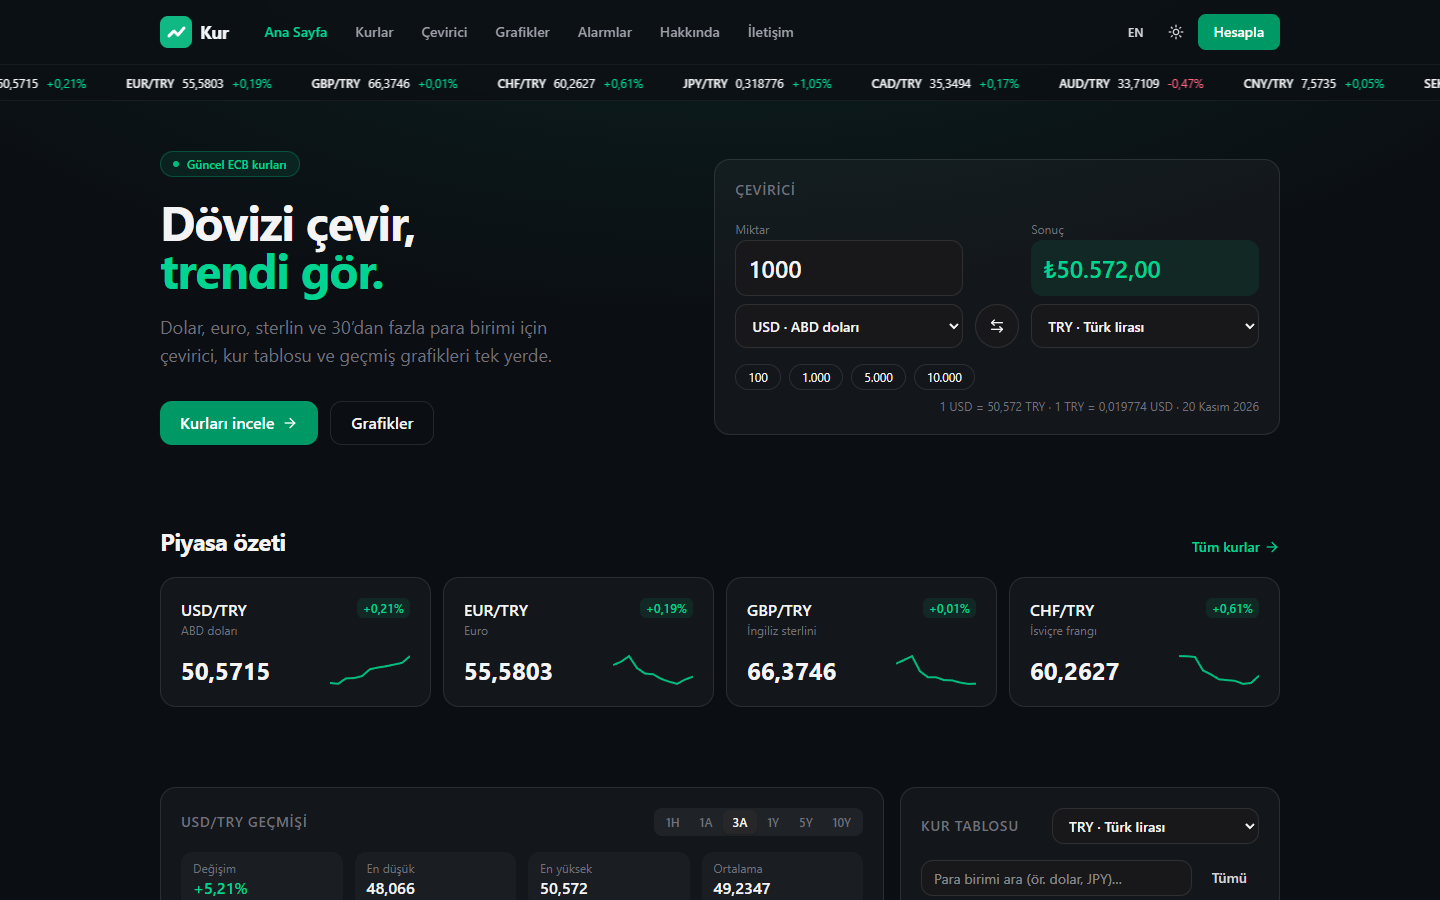 Kur
Ana Sayfa Kurlar Çevirici Grafikler Alarmlar Hakkında İletişim EN Hesapla
50,5715 +0,21% EUR/TRY 55,5803 +0,19% GBP/TRY 66,3746 +0,01% CHF/TRY 60,2627 +0,61% JPY/TRY 0,318776 +1,05% CAD/TRY 35,3494 +0,17% AUD/TRY 33,7109 -0,47% CNY/TRY 7,5735 +0,05%
Güncel ECB kurları
Dövizi çevir,
trendi gör.
Dolar, euro, sterlin ve 30’dan fazla para birimi için
çevirici, kur tablosu ve geçmiş grafikleri tek yerde.
Kurları incele → Grafikler
ÇEVİRİCİ
Miktar Sonuç
1000 ₺50.572,00
USD · ABD doları TRY · Türk lirası
100 1.000 5.000 10.000
1 USD = 50,572 TRY · 1 TRY = 0,019774 USD · 20 Kasım 2026
Piyasa özeti
Tüm kurlar →
USD/TRY +0,21%
ABD doları
50,5715
EUR/TRY +0,19%
Euro
55,5803
GBP/TRY +0,01%
İngiliz sterlini
66,3746
CHF/TRY +0,61%
İsviçre frangı
60,2627
USD/TRY GEÇMİŞİ
1H 1A 3A 1Y 5Y 10Y
Değişim
+5,21%
En düşük
48,066
En yüksek
50,572
Ortalama
49,2347
KUR TABLOSU
TRY · Türk lirası
Para birimi ara (ör. dolar, JPY)...
Tümü